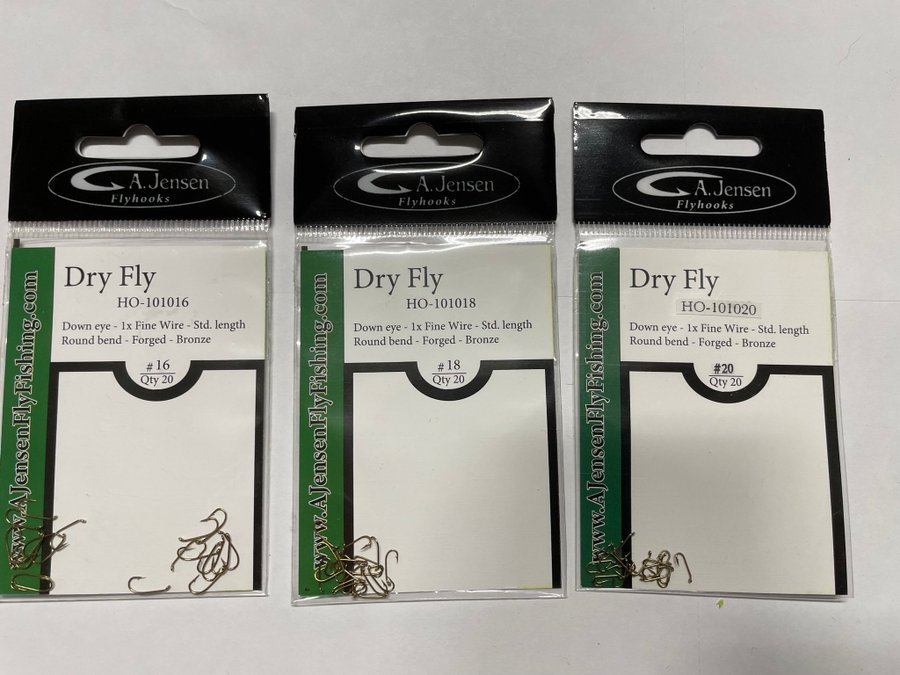 A. Jensen
Flyhooks
www.AJensenFlyFishing.com
Dry Fly
HO-101016
Down eye - 1x Fine Wire - Std. length
Round bend - Forged - Bronze
# 16
Qty 20
A. Jensen
Flyhooks
www.AJensenFlyFishing.com
Dry Fly
HO-101018
Down eye - 1x Fine Wire - Std. length
Round bend - Forged - Bronze
# 18
Qty 20
A. Jensen
Flyhooks
www.AJensenFlyFishing.com
Dry Fly
HO-101020
Down eye - 1x Fine Wire - Std. length
Round bend - Forged - Bronze
#20
Qty 20